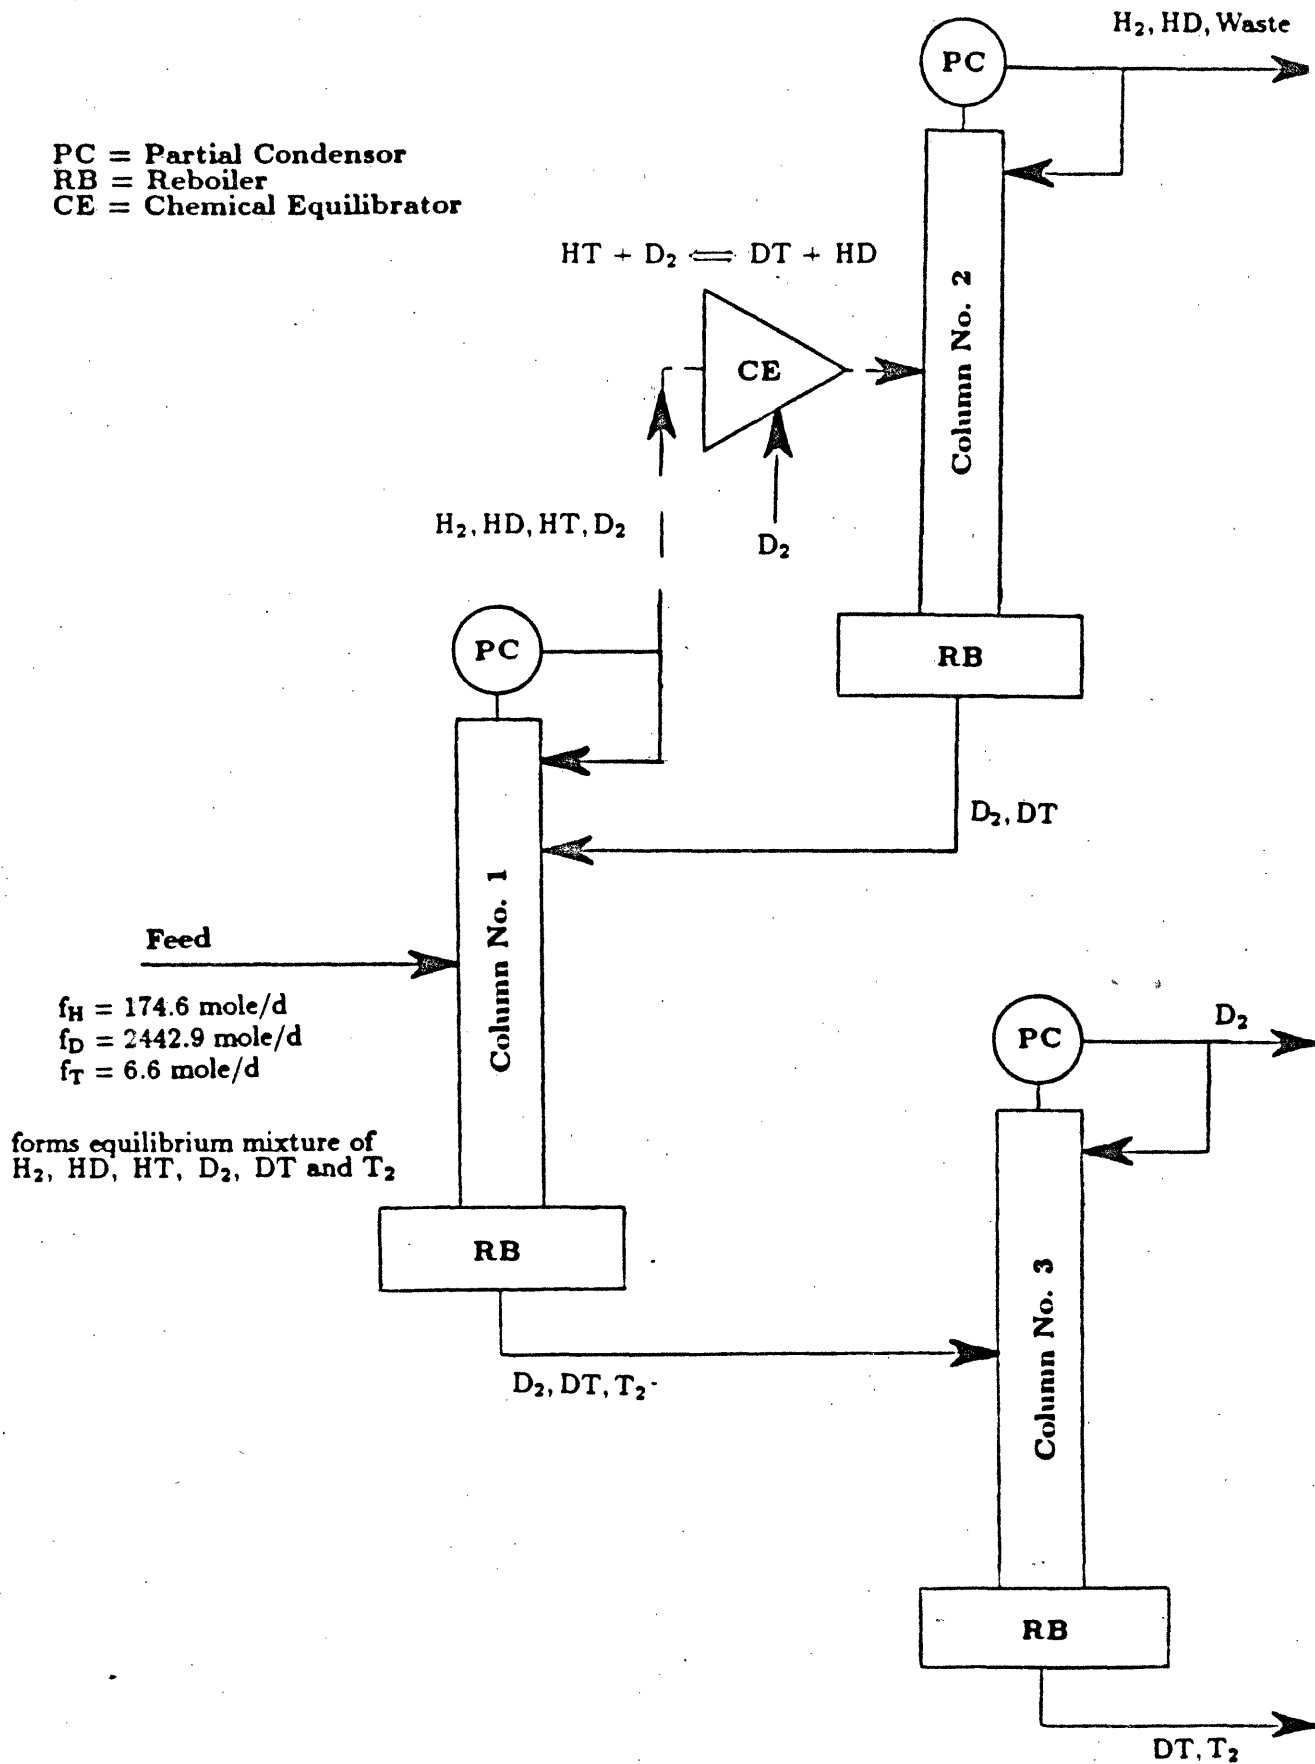 H₂, HD, Waste
PC
PC = Partial Condensor
RB = Reboiler
CE = Chemical Equilibrator
HT + D₂ ⇌ DT + HD
CE
Column No. 2
H₂, HD, HT, D₂
D₂
PC
RB
D₂, DT
Column No. 1
Feed
f_H = 174.6 mole/d
f_D = 2442.9 mole/d
f_T = 6.6 mole/d
forms equilibrium mixture of
H₂, HD, HT, D₂, DT and T₂
D₂
PC
RB
D₂, DT, T₂
Column No. 3
RB
DT, T₂